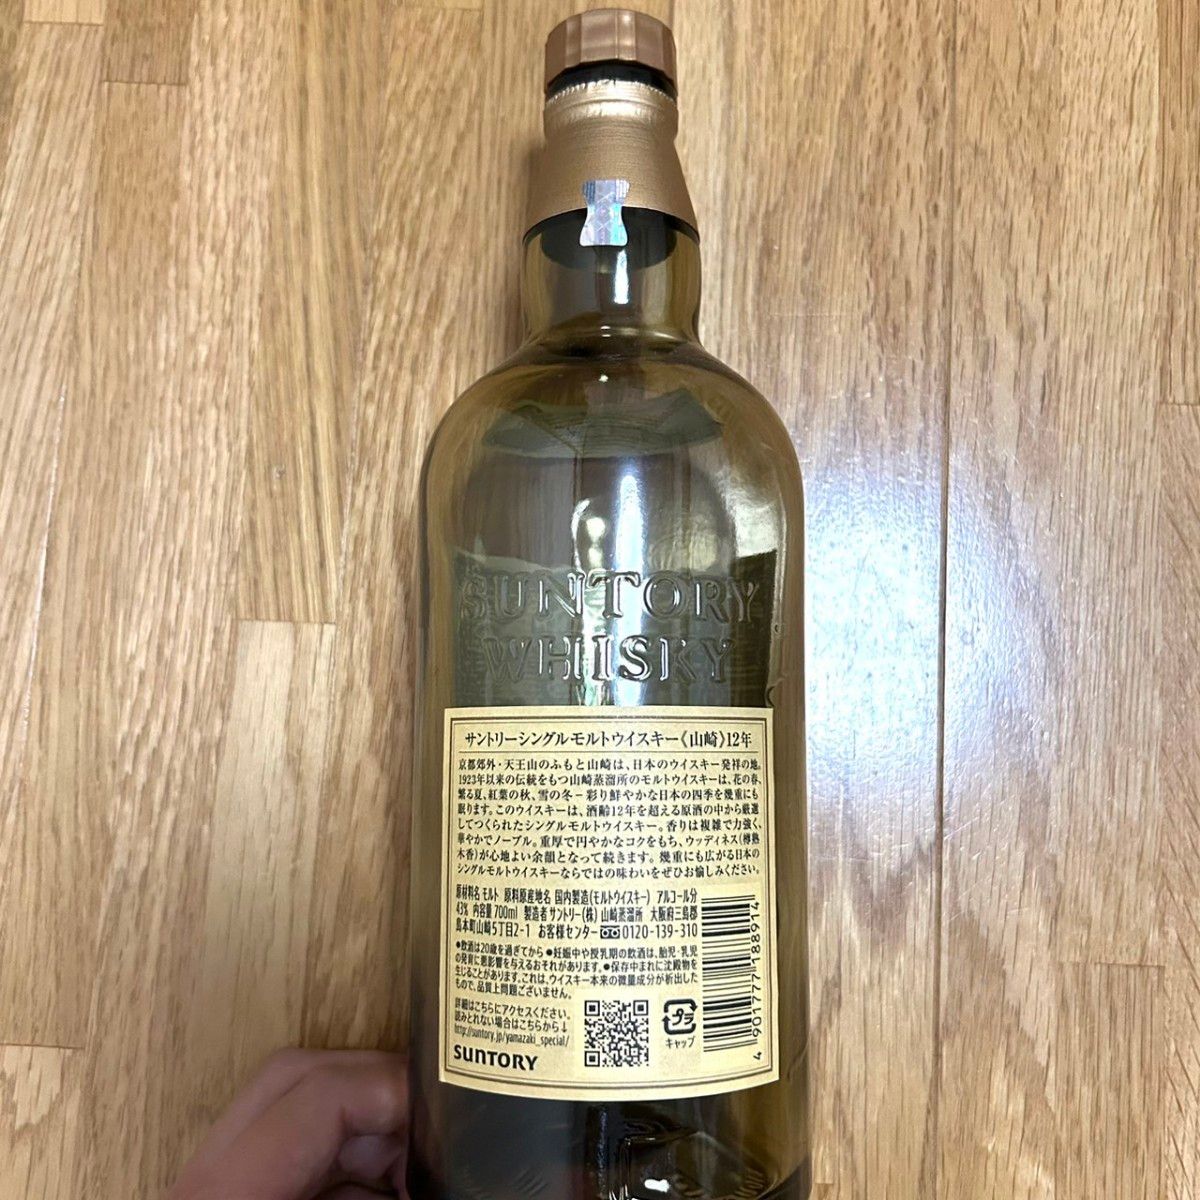 SUNTORY
WHISKY
サントリーシングルモルトウイスキー《山崎》12年
京都郊外・天王山のふもと山崎は、日本のウイスキー発祥の地。
1923年以来の伝統をもつ山崎蒸溜所のモルトウイスキーは、花の春、
繁る夏、紅葉の秋、雪の冬－彩り鮮やかな日本の四季を幾重にも
眠ります。このウイスキーは、酒齢12年を超える原酒の中から厳選
してつくられたシングルモルトウイスキー。香りは複雑で力強く、
華やかでノーブル。重厚で円やかなコクをもち、ウッディネス(樽熟
木香)が心地よい余韻となって続きます。幾重にも広がる日本の
シングルモルトウイスキーならではの味わいをぜひお愉しみください。
原材料名 モルト 原料原産地名 国内製造(モルトウイスキー) アルコール分
43% 内容量 700ml 製造者 サントリー(株) 山崎蒸溜所 大阪府三島郡
島本町山崎5丁目2-1 お客様センター 0120-139-310
●飲酒は20歳を過ぎてから ●妊娠中や授乳期の飲酒は、胎児・乳児
の発育に悪影響を与えるおそれがあります。●保存中まれに沈殿物を
生じることがあります。これは、ウイスキー本来の微量成分が析出した
もので、品質上問題ございません。
詳細はこちらにアクセスください。
読みとれない場合はこちらから↓
http://suntory.jp/yamazaki_special/
SUNTORY
プラ
キャップ
4 901777 188914